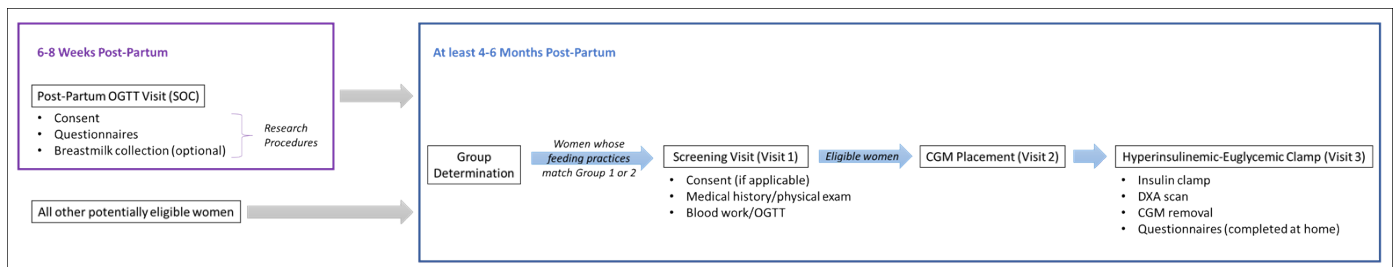 6-8 Weeks Post-Partum
Post-Partum OGTT Visit (SOC)
• Consent
• Questionnaires
• Breastmilk collection (optional)
Research
Procedures
All other potentially eligible women
At least 4-6 Months Post-Partum
Group
Determination
Women whose
feeding practices
match Group 1 or 2
Screening Visit (Visit 1)
• Consent (if applicable)
• Medical history/physical exam
• Blood work/OGTT
Eligible women
CGM Placement (Visit 2)
Hyperinsulinemic-Euglycemic Clamp (Visit 3)
• Insulin clamp
• DXA scan
• CGM removal
• Questionnaires (completed at home)